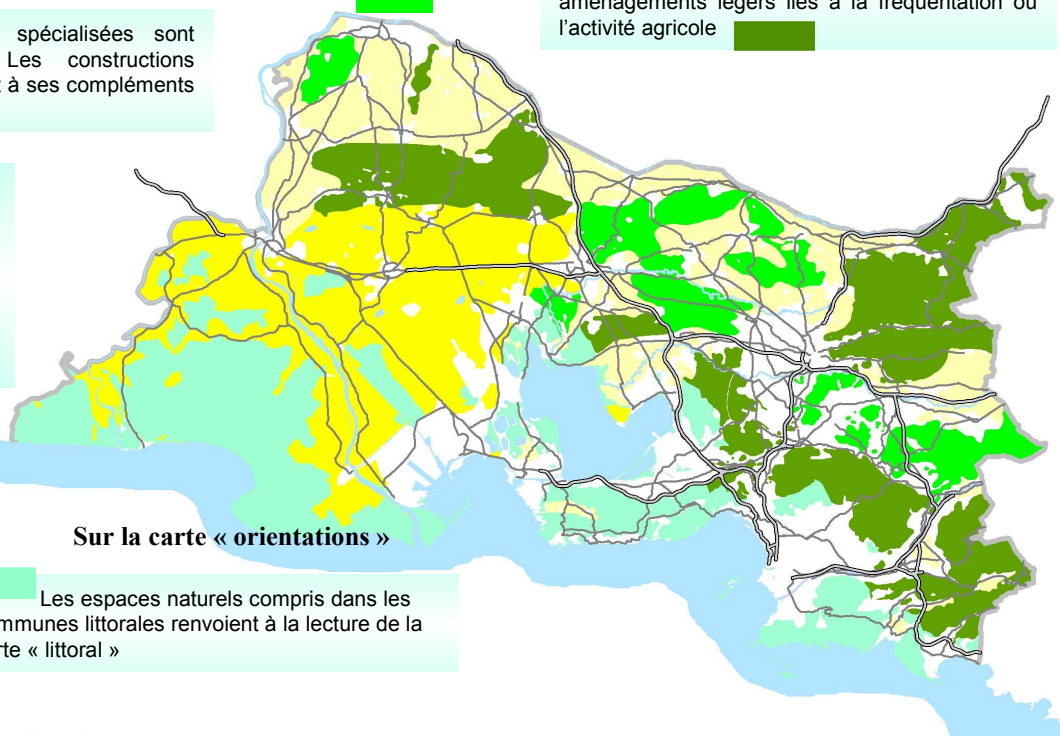 aménagements légers liés à la fréquentation ou
l'activité agricole
spécialisées sont
Les constructions
à ses compléments
Sur la carte « orientations »
Les espaces naturels compris dans les
mmunes littorales renvoient à la lecture de la
rte « littoral »